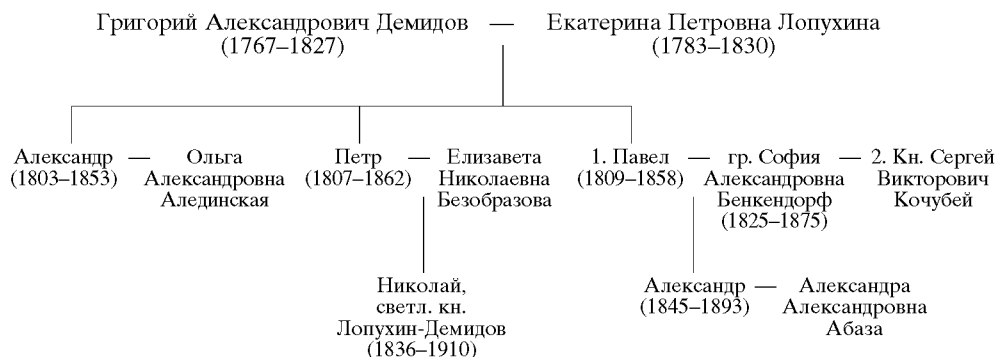 Григорий Александрович Демидов — Екатерина Петровна Лопухина
(1767–1827) (1783–1830)
Александр — Ольга Петр — Елизавета 1. Павел — гр. София — 2. Кн. Сергей
(1803–1853) Александровна (1807–1862) Николаевна (1809–1858) Александровна Викторович
Алединская Безобразова Бенкендорф Кочубей
(1825–1875)
Николай, Александр — Александра
светл. кн. (1845–1893) Александровна
Лопухин-Демидов Абаза
(1836–1910)